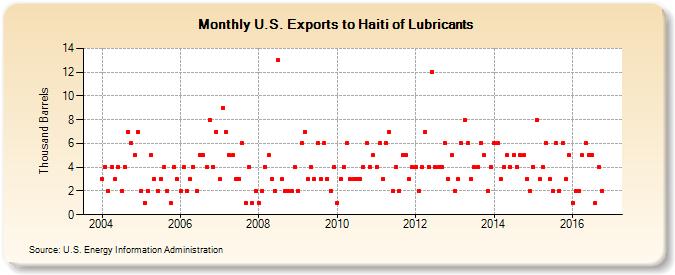 Monthly U.S. Exports to Haiti of Lubricants
Thousand Barrels
14
12
10
8
6
4
2
0
2004 2006 2008 2010 2012 2014 2016
Source: U.S. Energy Information Administration